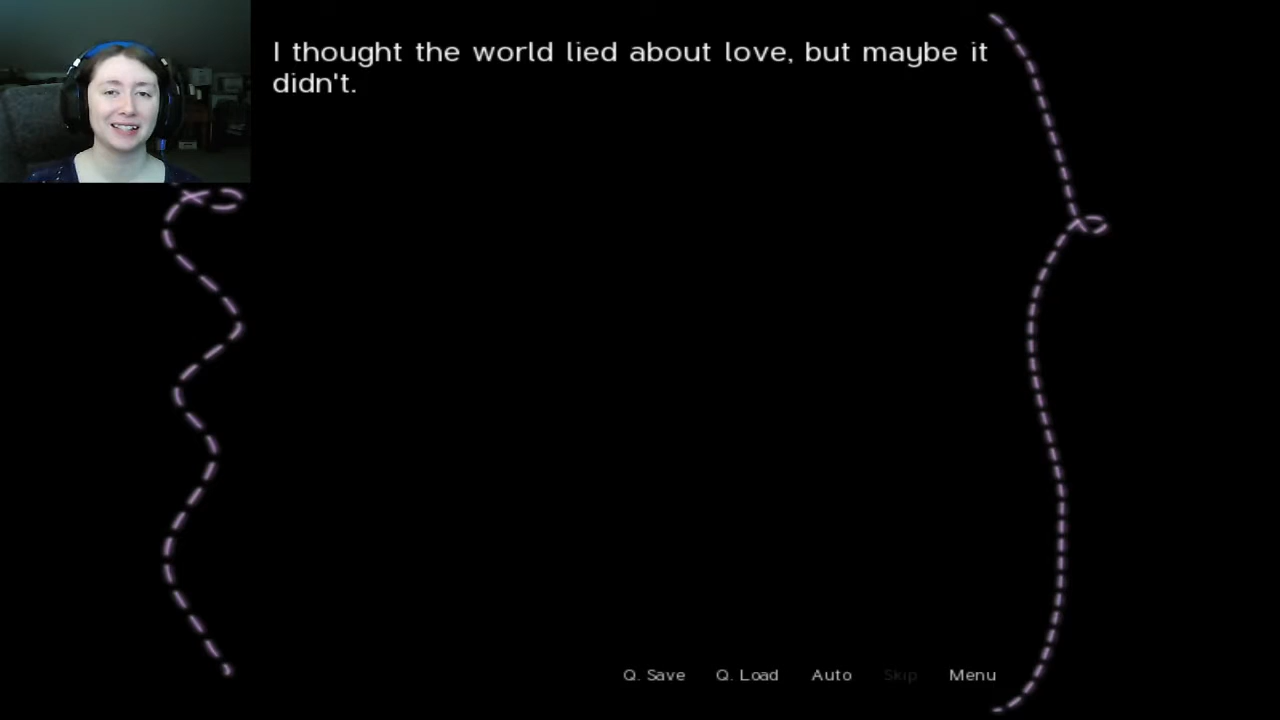 I thought the world lied about love, but maybe it
didn't.
Q. Save Q. Load Auto Skip Menu